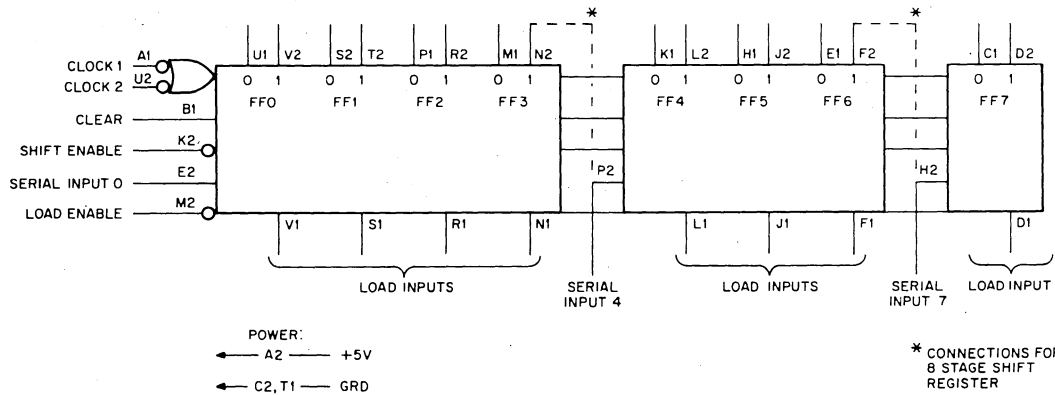 *
*
U1 V2 S2 T2 P1 R2 M1 N2
K1 L2 H1 J2 E1 F2
C1 D2
A1
CLOCK 1
U2
CLOCK 2
0 1 0 1 0 1 0 1
0 1 0 1 0 1
0 1
FF0 FF1 FF2 FF3
FF4 FF5 FF6
FF7
B1
CLEAR
K2
SHIFT ENABLE
E2
SERIAL INPUT 0
P2
H2
M2
LOAD ENABLE
V1 S1 R1 N1
L1 J1 F1
D1
LOAD INPUTS
SERIAL
INPUT 4
LOAD INPUTS
SERIAL
INPUT 7
LOAD INPUT
POWER:
A2 +5V
C2, T1 GRD
* CONNECTIONS FOR
8 STAGE SHIFT
REGISTER